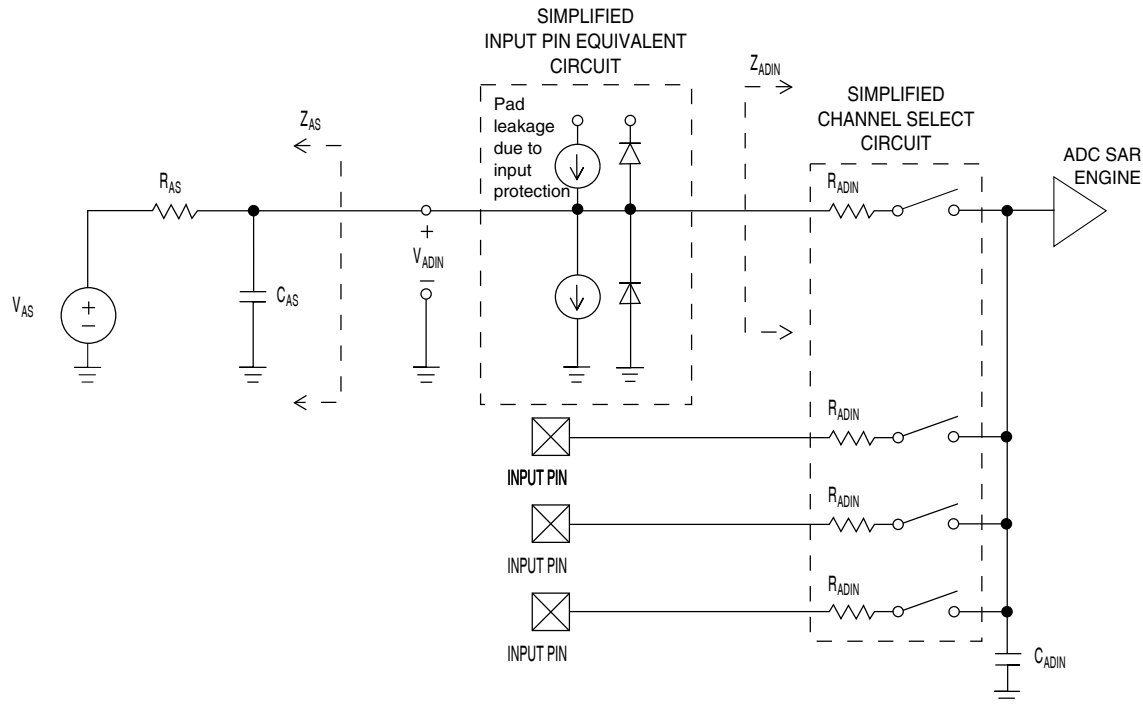 SIMPLIFIED
INPUT PIN EQUIVALENT
CIRCUIT
Pad
leakage
due to
input
protection
ZAS
RAS
ZADIN
SIMPLIFIED
CHANNEL SELECT
CIRCUIT
RADIN
ADC SAR
ENGINE
+
VADIN
–
CAS
VAS
+
–
RADIN
INPUT PIN
RADIN
INPUT PIN
RADIN
INPUT PIN
CADIN